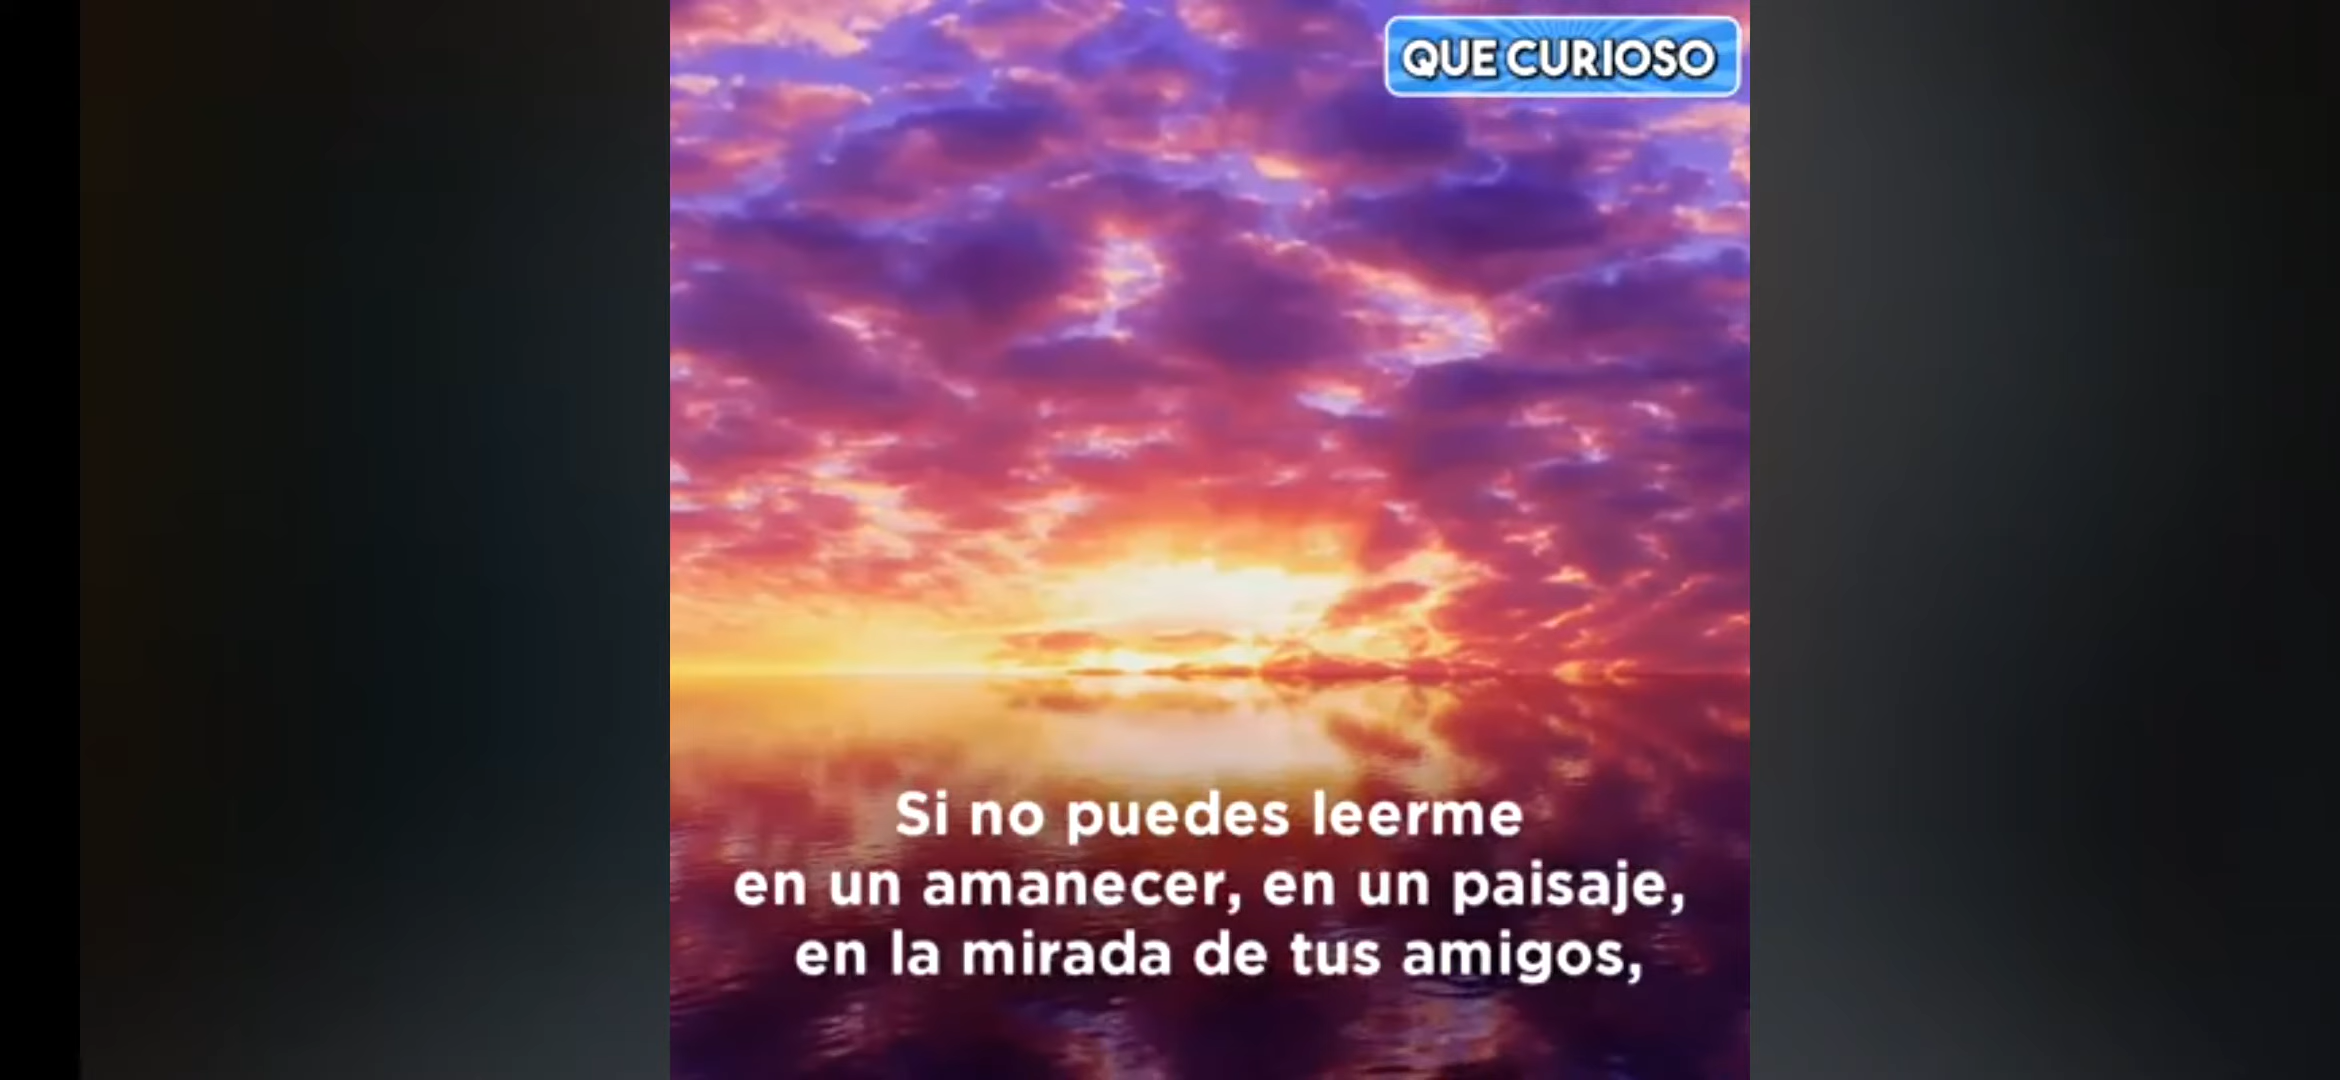 QUE CURIOSO
Si no puedes leerme
en un amanecer, en un paisaje,
en la mirada de tus amigos,